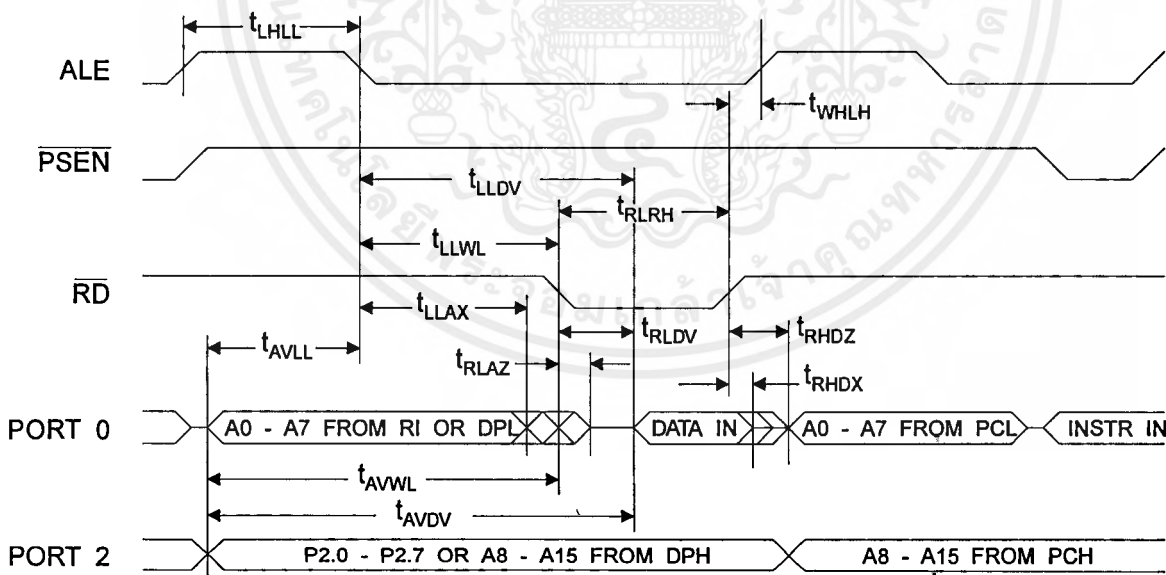 tLHLL
ALE
tWHLH
PSEN
tLLDV
tRLRH
tLLWL
RD
tLLAX
tRLDV
tRHDZ
tAVLL
tRLAZ
tRHDX
PORT 0
A0 - A7 FROM RI OR DPL
DATA IN
A0 - A7 FROM PCL
INSTR IN
tAVWL
tAVDV
PORT 2
P2.0 - P2.7 OR A8 - A15 FROM DPH
A8 - A15 FROM PCH